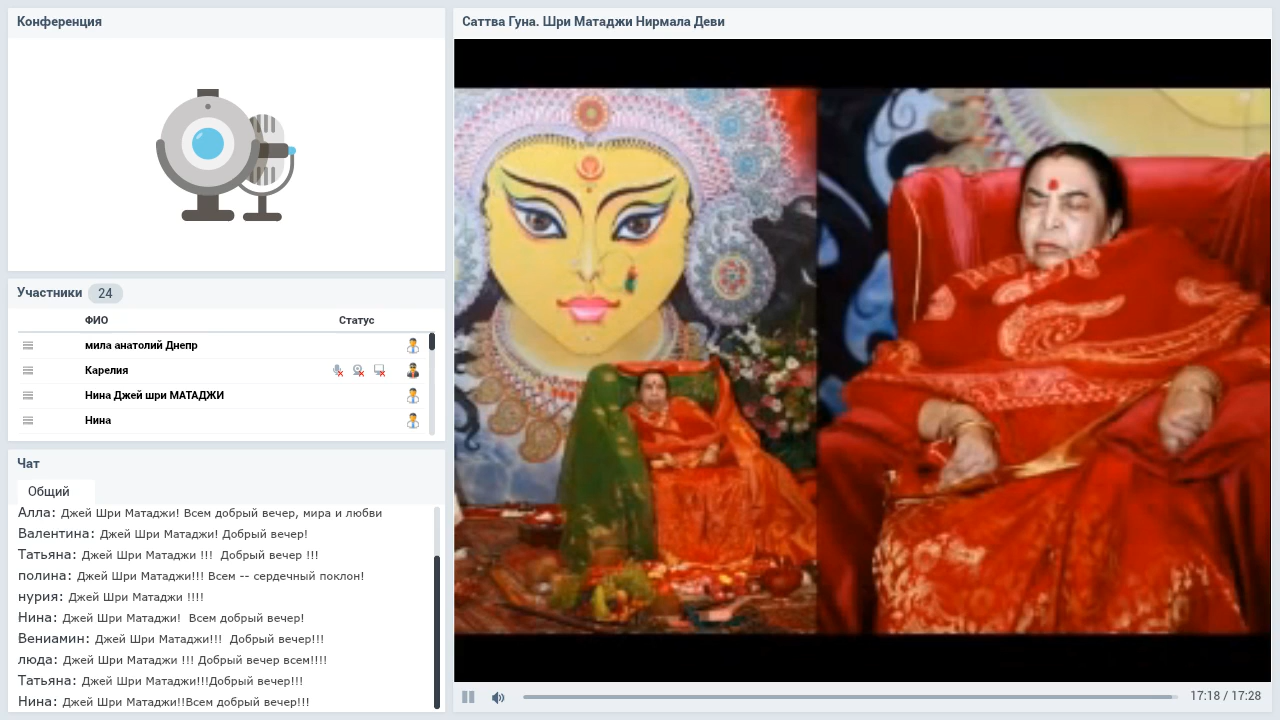 Конференция
Участники 24
ФИО Статус
мила анатолий Днепр
Карелия
Нина Джей шри МАТАДЖИ
Нина
Чат
Общий
Алла: Джей Шри Матаджи! Всем добрый вечер, мира и любви
Валентина: Джей Шри Матаджи! Добрый вечер!
Татьяна: Джей Шри Матаджи !!!  Добрый вечер !!!
полина: Джей Шри Матаджи!!! Всем -- сердечный поклон!
нурия: Джей Шри Матаджи !!!!
Нина: Джей Шри Матаджи!  Всем добрый вечер!
Вениамин: Джей Шри Матаджи!!!  Добрый вечер!!!
люда: Джей Шри Матаджи !!! Добрый вечер всем!!!!
Татьяна: Джей Шри Матаджи!!!Добрый вечер!!!
Нина: Джей Шри Матаджи!!Всем добрый вечер!!!
Саттва Гуна. Шри Матаджи Нирмала Деви
17:18 / 17:28